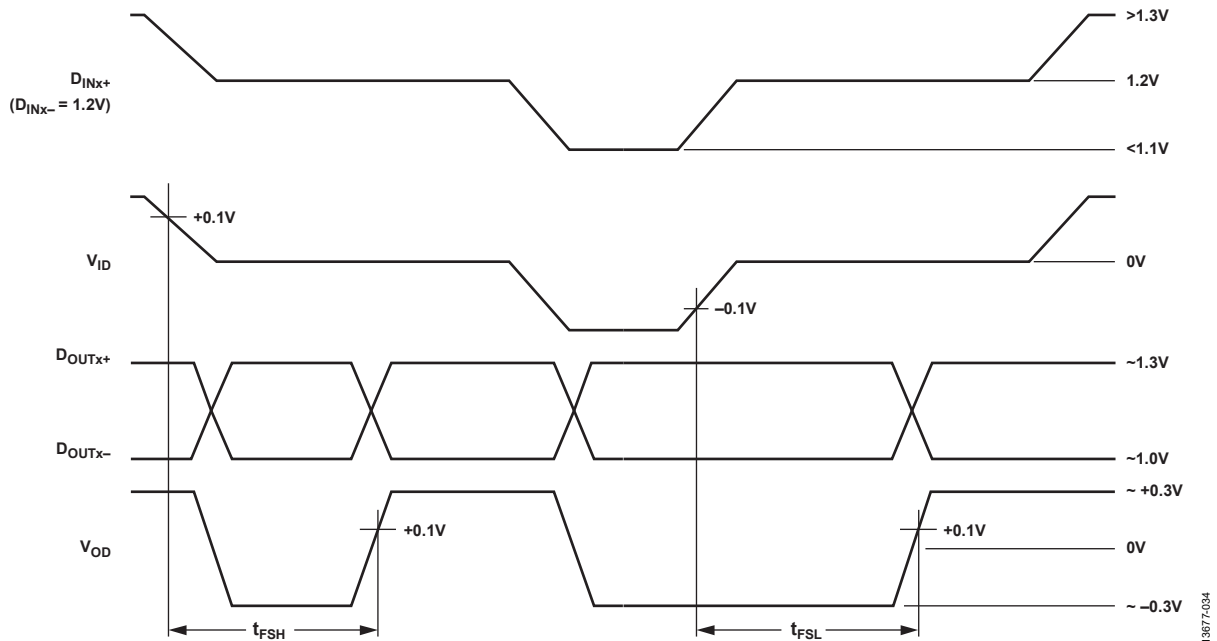 >1.3V
DINx+
(DINx– = 1.2V)
1.2V
<1.1V
+0.1V
VID
0V
–0.1V
DOUTx+
~1.3V
DOUTx–
~1.0V
~ +0.3V
+0.1V
+0.1V
VOD
0V
~ –0.3V
tFSH
tFSL
13677-034